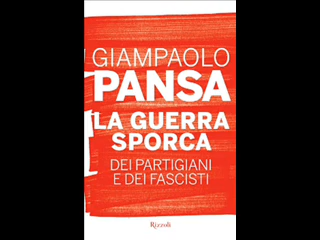 GIAMPAOLO
PANSA
LA GUERRA
SPORCA
DEI PARTIGIANI
E DEI FASCISTI
Rizzoli